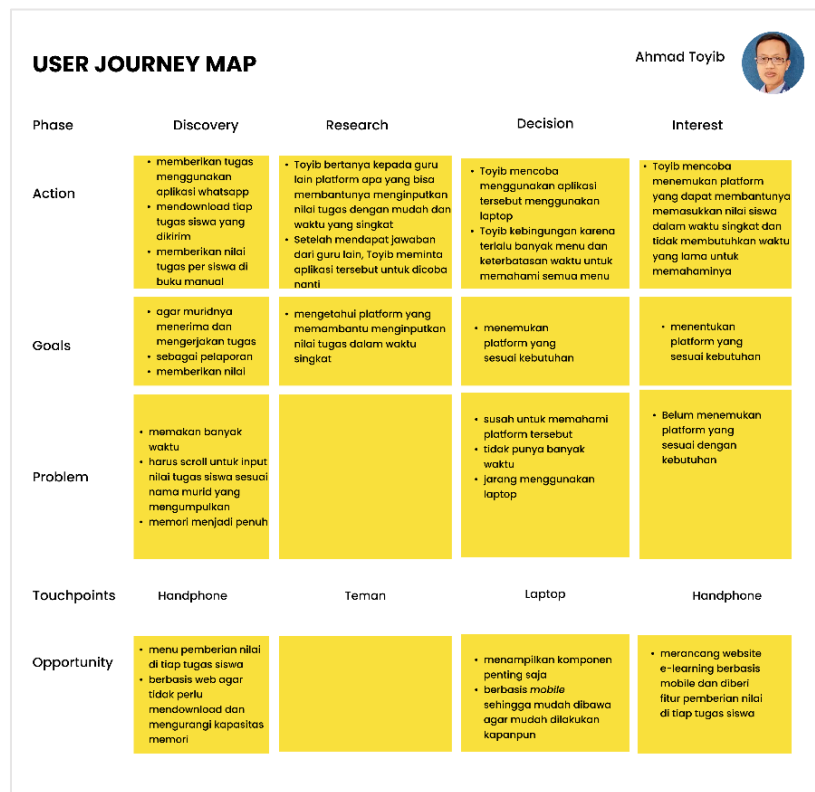 USER JOURNEY MAP
Ahmad Toyib
Phase
Discovery
Research
Decision
Interest
Action
• memberikan tugas
menggunakan
aplikasi whatsapp
• mendownload tiap
tugas siswa yang
dikirim
• memberikan nilai
tugas per siswa di
buku manual
• Toyib bertanya kepada guru
lain platform apa yang bisa
membantunya menginputkan
nilai tugas dengan mudah dan
waktu yang singkat
• Setelah mendapat jawaban
dari guru lain, Toyib meminta
aplikasi tersebut untuk dicoba
nanti
• Toyib mencoba
menggunakan aplikasi
tersebut menggunakan
laptop
• Toyib kebingungan karena
terlalu banyak menu dan
keterbatasan waktu untuk
memahami semua menu
• Toyib mencoba
menemukan platform
yang dapat membantunya
memasukkan nilai siswa
dalam waktu singkat dan
tidak membutuhkan waktu
yang lama untuk
memahaminya
Goals
• agar muridnya
menerima dan
mengerjakan tugas
• sebagai pelaporan
• memberikan nilai
• mengetahui platform yang
memambantu menginputkan
nilai tugas dalam waktu
singkat
• menemukan
platform yang
sesuai kebutuhan
• menentukan
platform yang
sesuai kebutuhan
Problem
• memakan banyak
waktu
• harus scroll untuk input
nilai tugas siswa sesuai
nama murid yang
mengumpulkan
• memori menjadi penuh
• susah untuk memahami
platform tersebut
• tidak punya banyak
waktu
• jarang menggunakan
laptop
• Belum menemukan
platform yang
sesuai dengan
kebutuhan
Touchpoints
Handphone
Teman
Laptop
Handphone
Opportunity
• menu pemberian nilai
di tiap tugas siswa
• berbasis web agar
tidak perlu
mendownload dan
mengurangi kapasitas
memori
• menampilkan komponen
penting saja
• berbasis mobile
sehingga mudah dibawa
agar mudah dilakukan
kapanpun
• merancang website
e-learning berbasis
mobile dan diberi
fitur pemberian nilai
di tiap tugas siswa